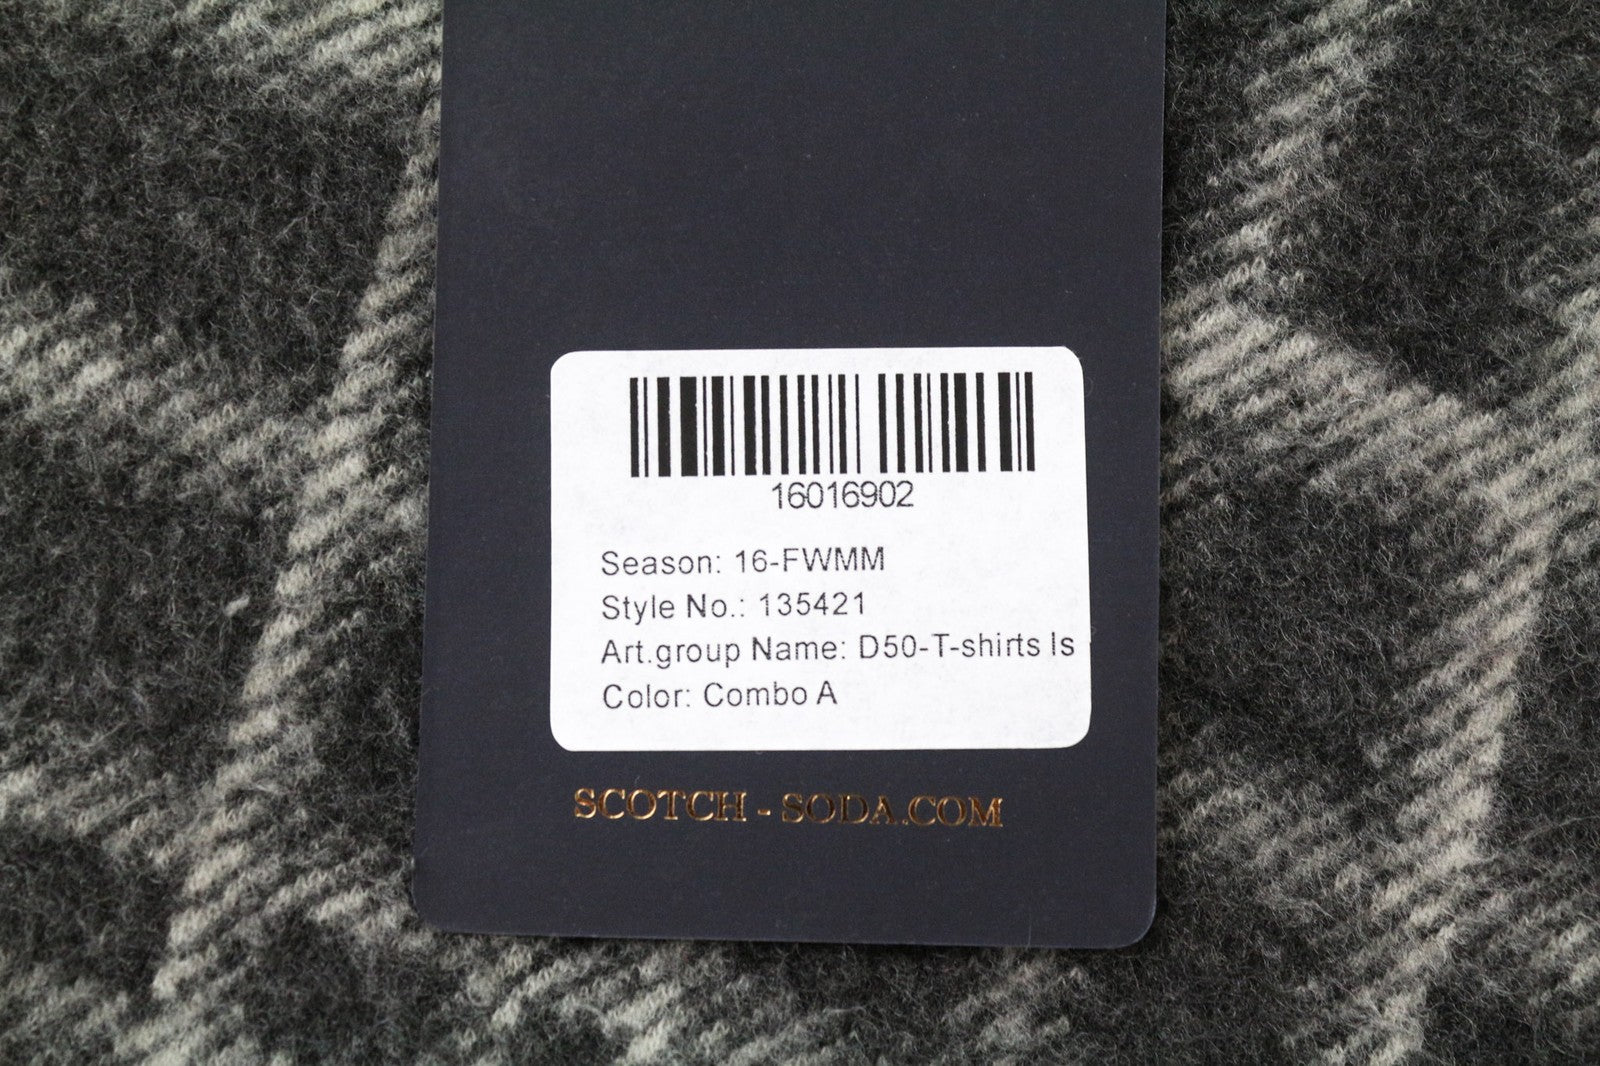 16016902
Season: 16-FWMM
Style No.: 135421
Art.group Name: D50-T-shirts ls
Color: Combo A
SCOTCH - SODA.COM